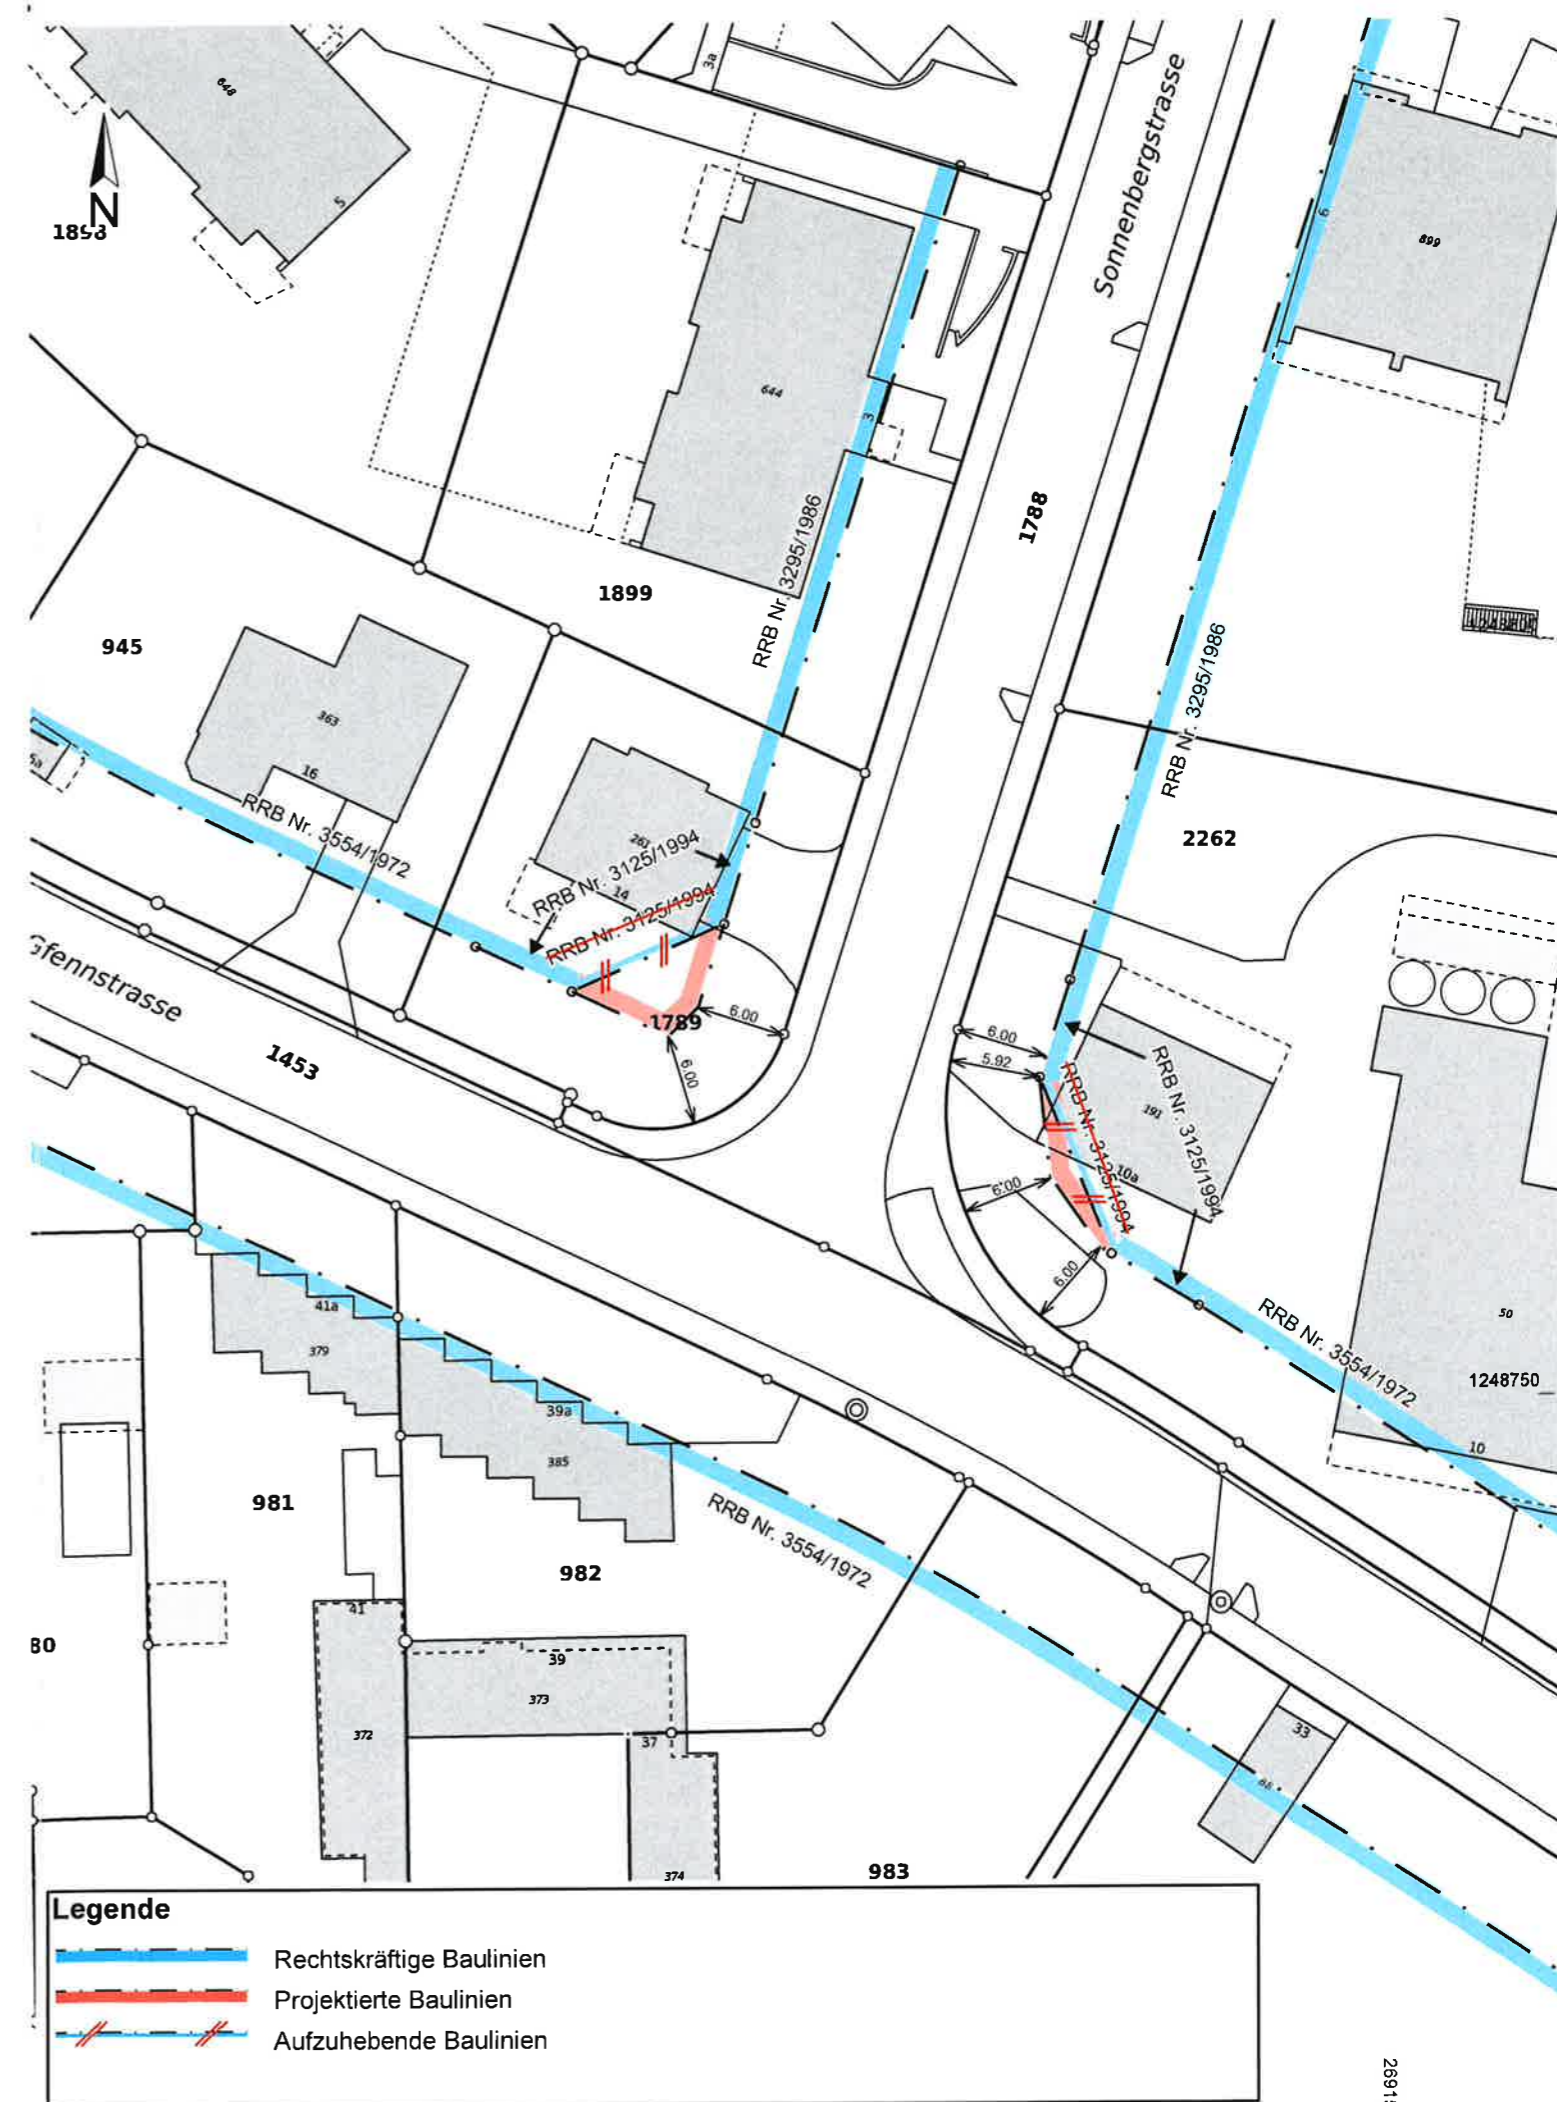 648
5
N
3a
Sonnenbergstrasse
6
899
644
3
RRB Nr. 3295/1986
1788
1899
945
363
16
RRB Nr. 3554/1972
RRB Nr. 3295/1986
2262
261
14
RRB Nr. 3125/1994
RRB Nr. 3125/1994
1789
6.00
6.00
1453
6.00
5.92
6.00
6.00
RRB Nr. 3125/1994
RRB Nr. 3125/1994
191
10a
RRB Nr. 3554/1972
50
1248750
10
41a
379
39a
385
981
982
RRB Nr. 3554/1972
41
39
373
372
37
374
33
983
Legende
Rechtskräftige Baulinien
Projektierte Baulinien
Aufzuhebende Baulinien